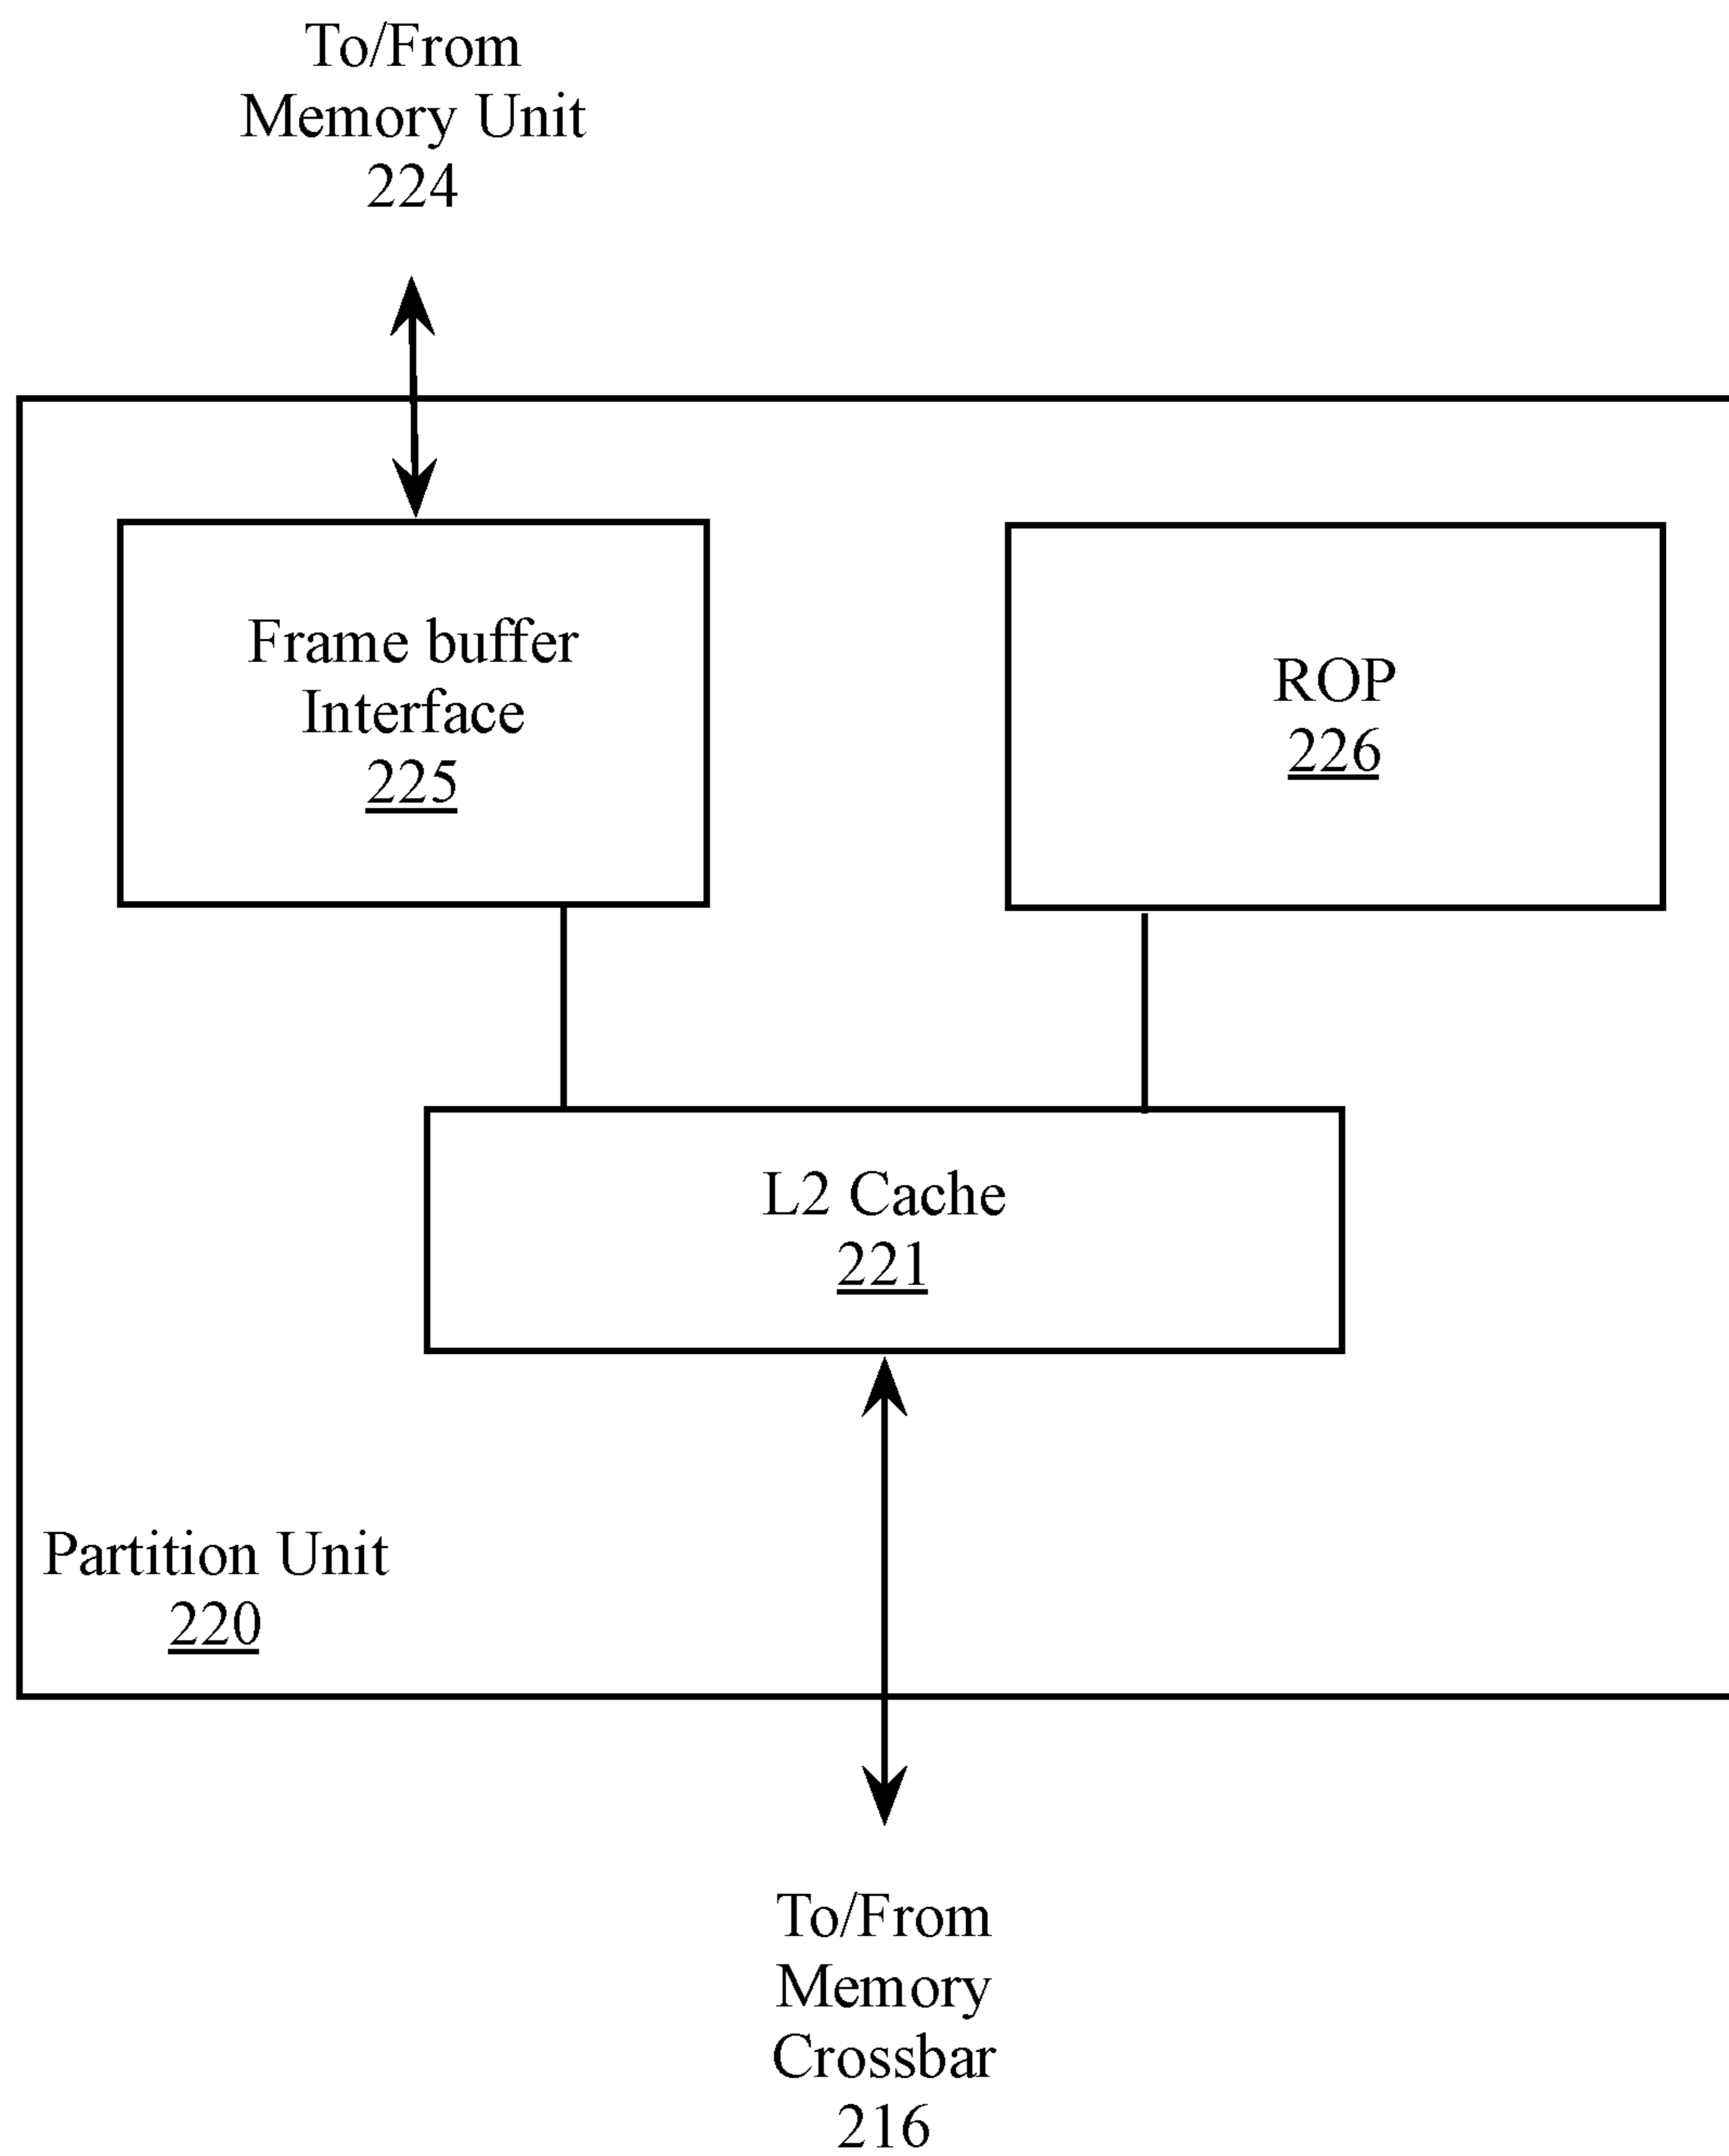 To/From
Memory Unit
224
Frame buffer
Interface
225
ROP
226
L2 Cache
221
Partition Unit
220
To/From
Memory
Crossbar
216